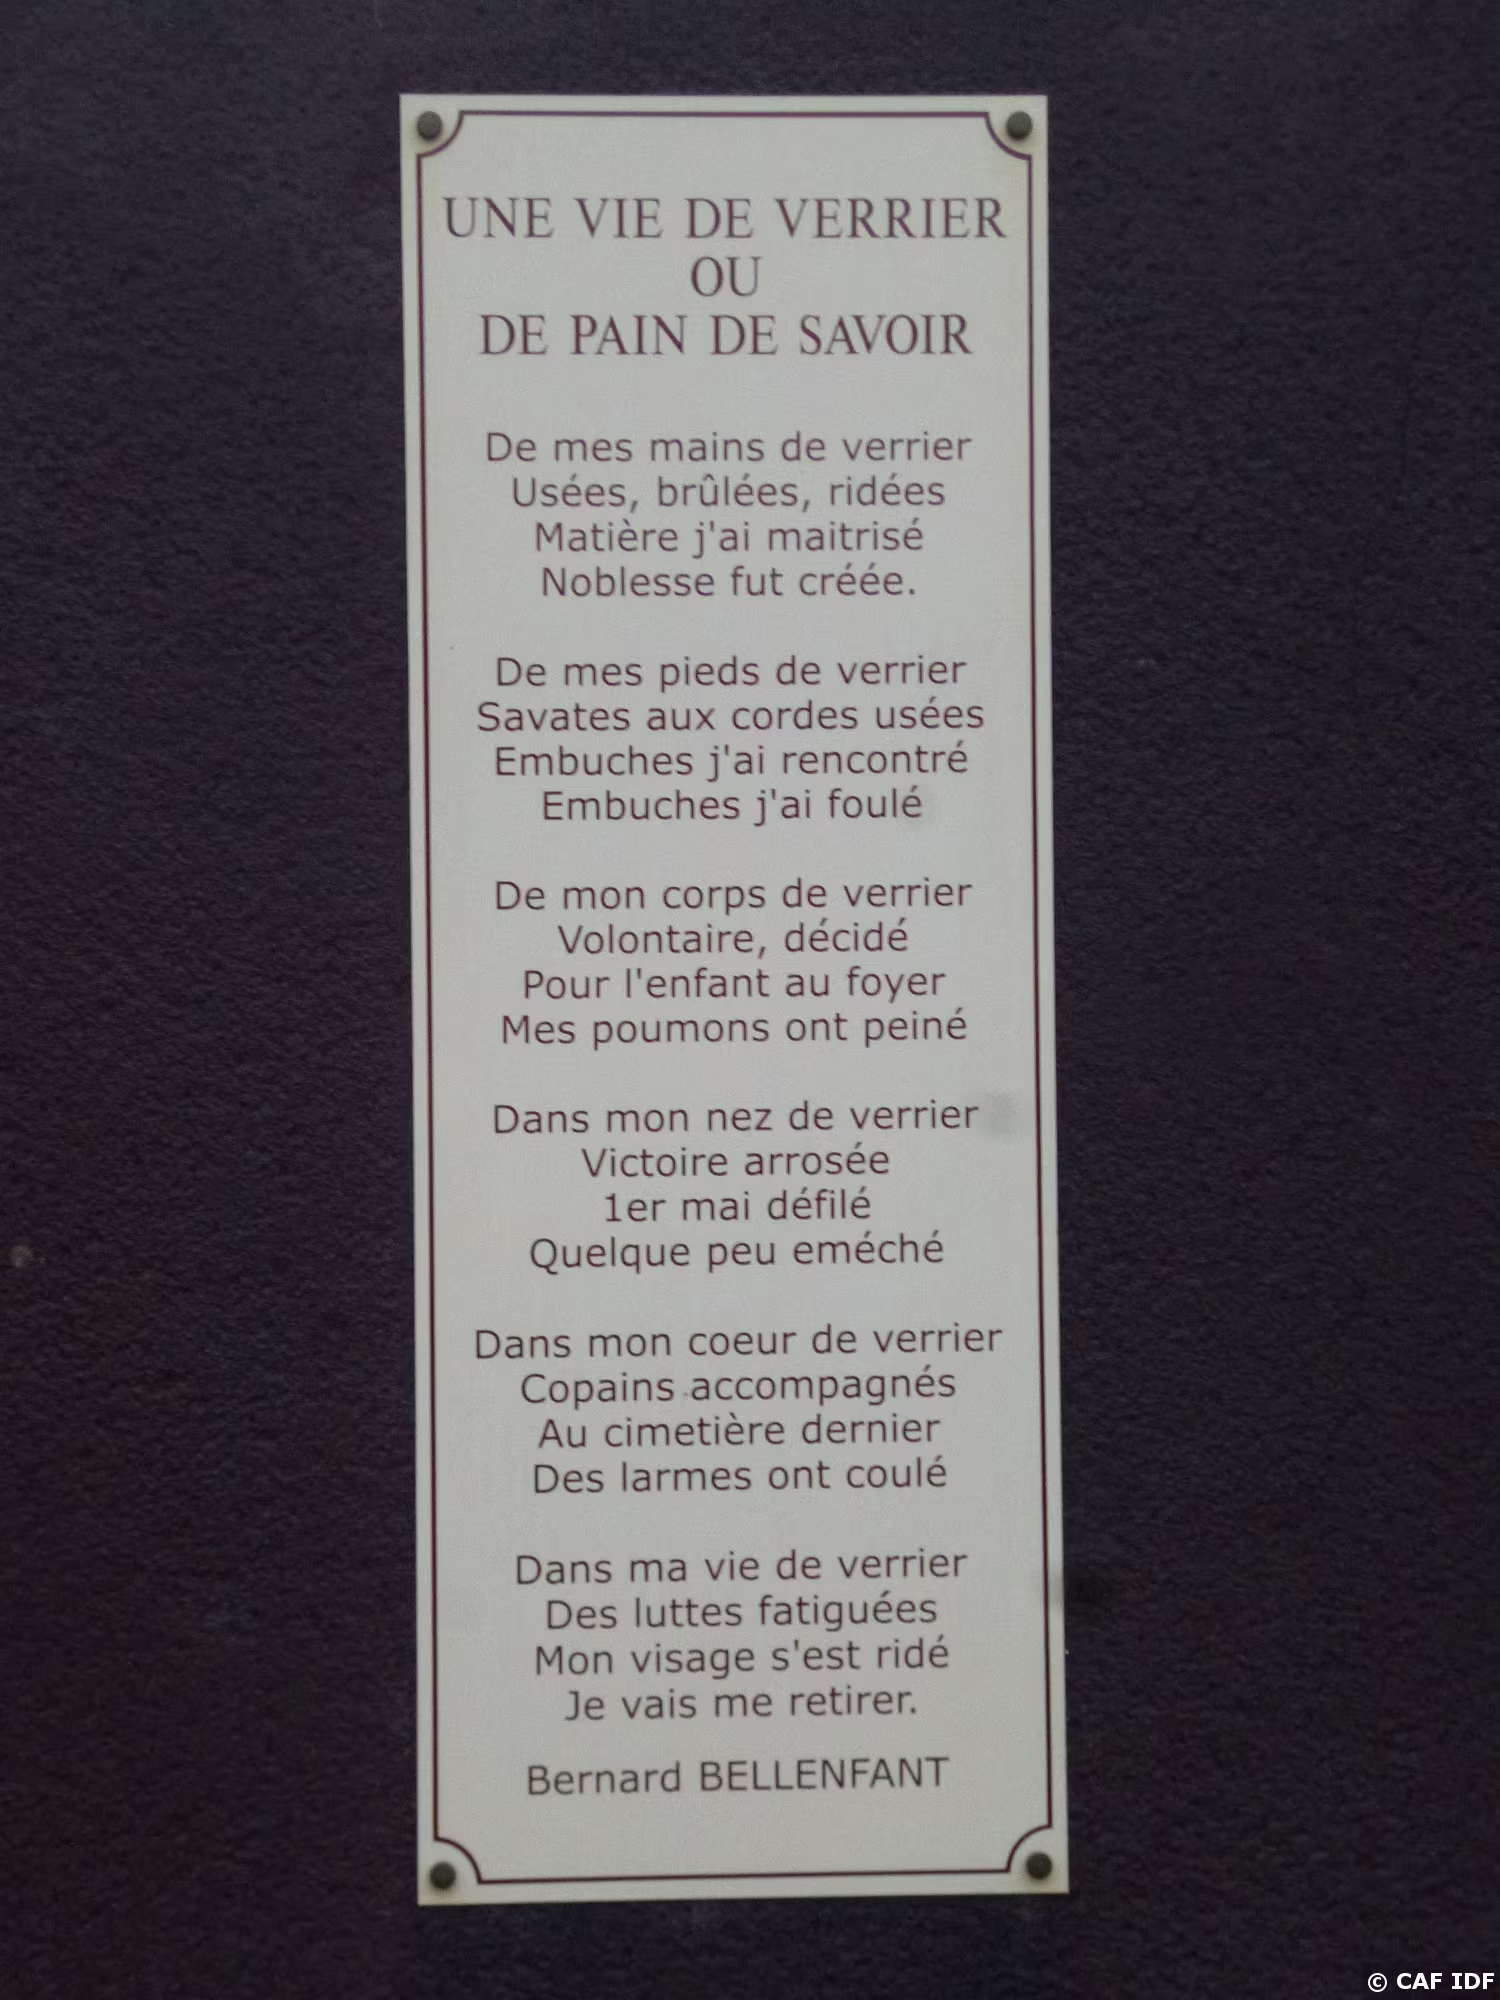 UNE VIE DE VERRIER
OU
DE PAIN DE SAVOIR
De mes mains de verrier
Usées, brûlées, ridées
Matière j'ai maitrisé
Noblesse fut créée.
De mes pieds de verrier
Savates aux cordes usées
Embuches j'ai rencontré
Embuches j'ai foulé
De mon corps de verrier
Volontaire, décidé
Pour l'enfant au foyer
Mes poumons ont peiné
Dans mon nez de verrier
Victoire arrosée
1er mai défilé
Quelque peu eméché
Dans mon coeur de verrier
Copains accompagnés
Au cimetière dernier
Des larmes ont coulé
Dans ma vie de verrier
Des luttes fatiguées
Mon visage s'est ridé
Je vais me retirer.
Bernard BELLENFANT
© CAF IDF